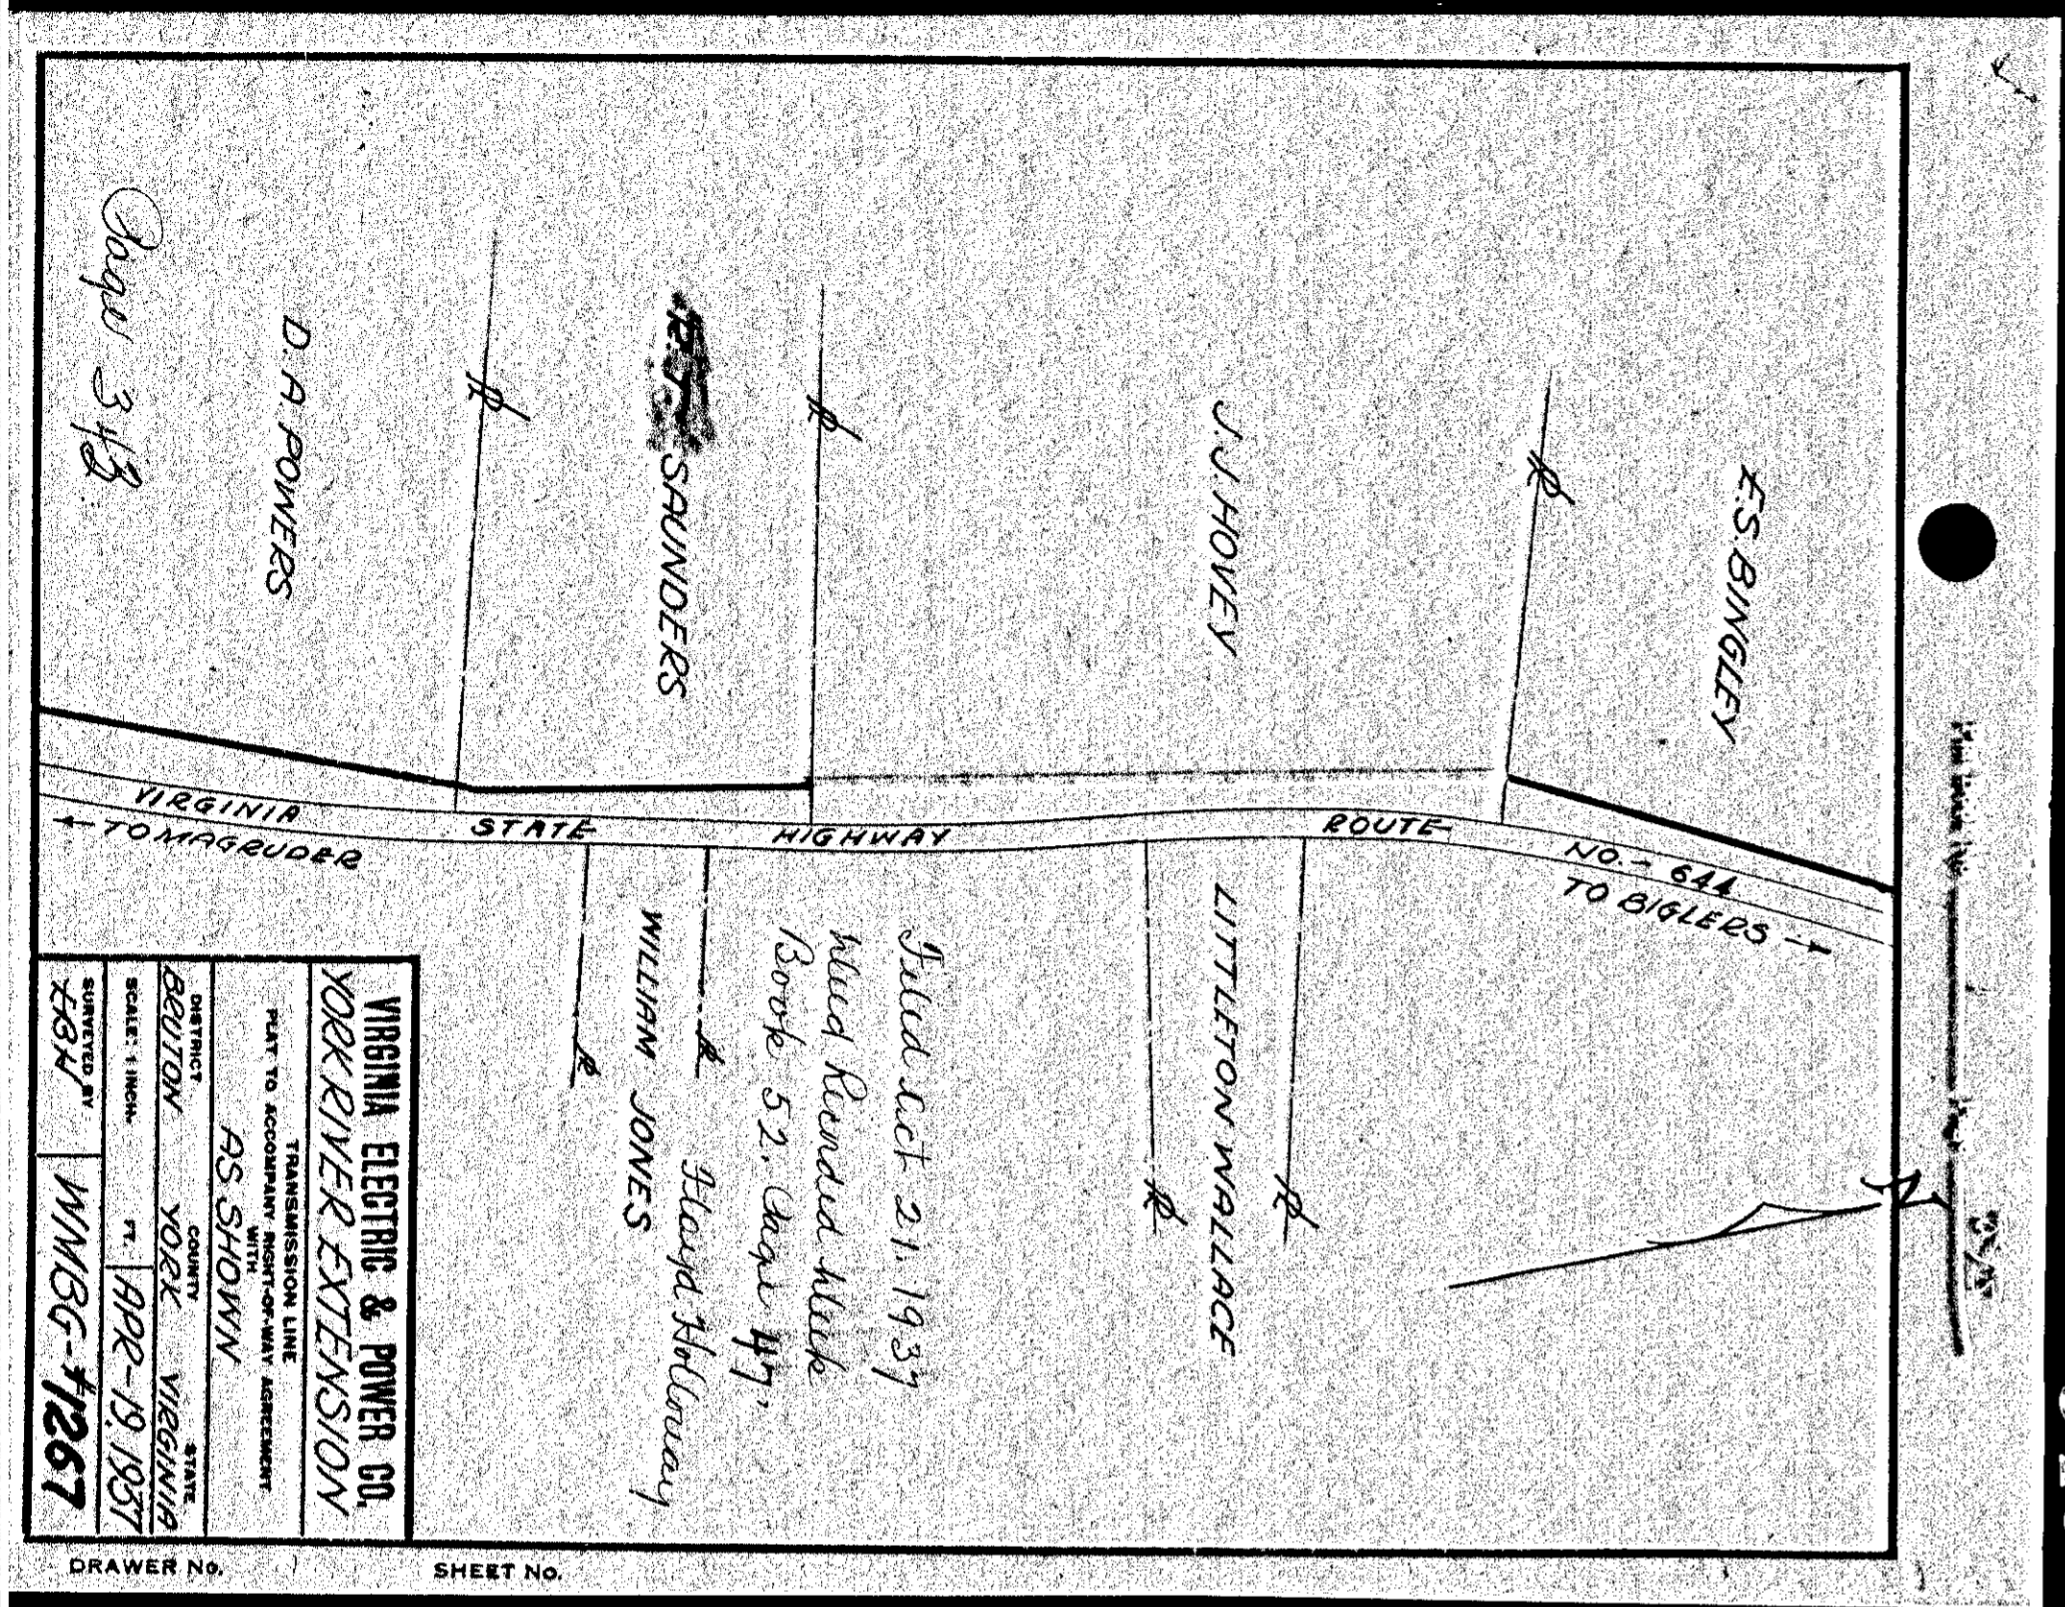 Page 343
D. A. POWERS
SAUNDERS
J. J. HOVEY
E.S. BINGLEY
VIRGINIA STATE HIGHWAY ROUTE NO.- 644
← TO MAGRUDER
TO BIGLERS →
WILLIAM JONES
LITTLETON WALLACE
Filed Oct 21. 1937
Deed Recorded Deed
Book 52, Page 47,
Floyd Holloway
N
VIRGINIA ELECTRIC & POWER CO.
YORK RIVER EXTENSION
TRANSMISSION LINE
PLAT TO ACCOMPANY RIGHT-OF-WAY AGREEMENT
WITH
AS SHOWN
DISTRICT COUNTY STATE
BRUTON YORK VIRGINIA
SCALE: 1 INCH= FT. APR-19, 1937
SURVEYED BY
WMBG-#1267
DRAWER No. SHEET No.